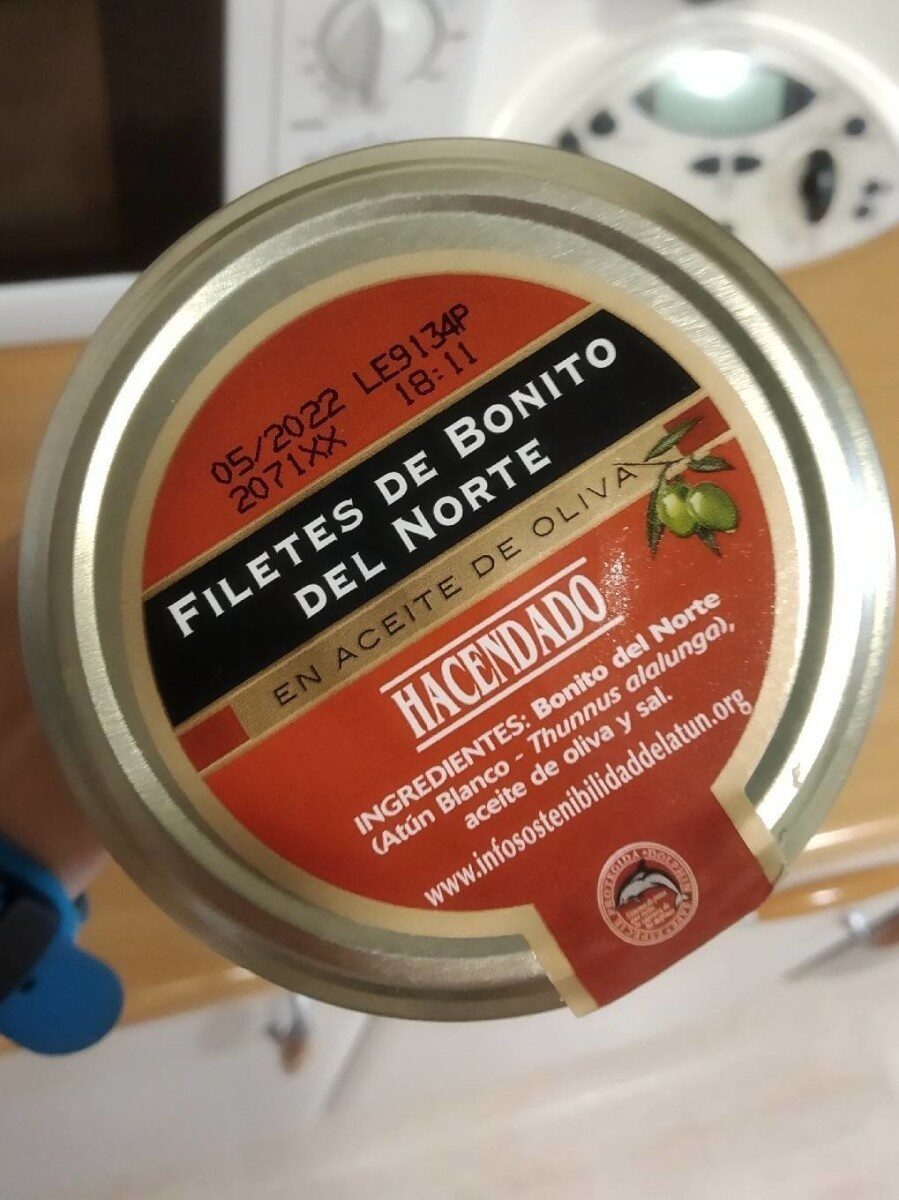 05/2022 LE9134P
2071XX 18:11
FILETES DE BONITO
DEL NORTE
EN ACEITE DE OLIVA
HACENDADO
INGREDIENTES: Bonito del Norte
(Atún Blanco - Thunnus alalunga),
aceite de oliva y sal.
www.infosostenibilidaddelatun.org